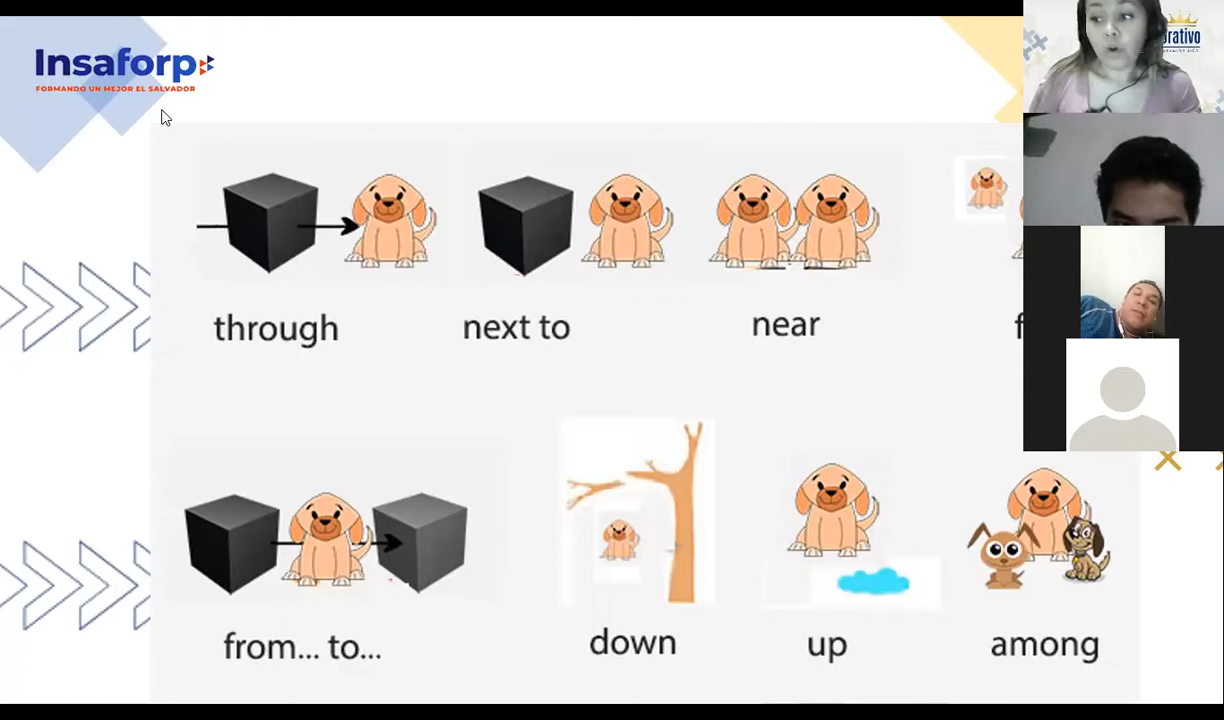 Insaforp
FORMANDO UN MEJOR EL SALVADOR
through next to near
from... to... down up among